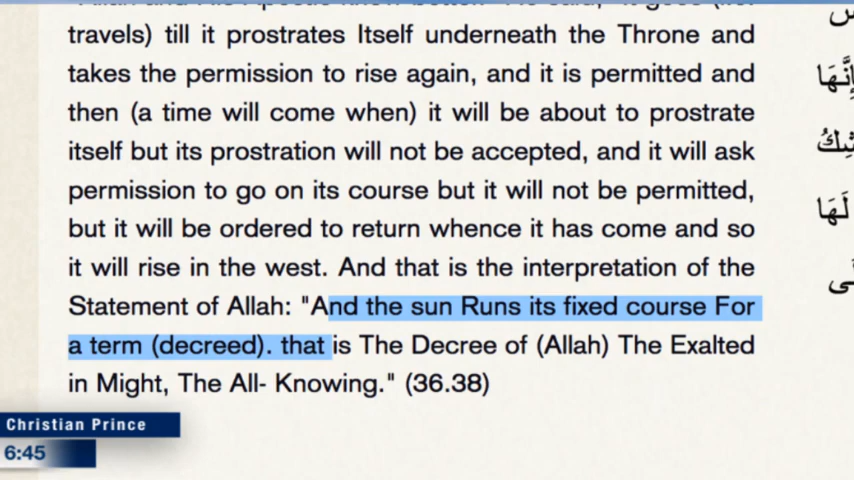 travels) till it prostrates Itself underneath the Throne and
takes the permission to rise again, and it is permitted and
then (a time will come when) it will be about to prostrate
itself but its prostration will not be accepted, and it will ask
permission to go on its course but it will not be permitted,
but it will be ordered to return whence it has come and so
it will rise in the west. And that is the interpretation of the
Statement of Allah: "And the sun Runs its fixed course For
a term (decreed). that is The Decree of (Allah) The Exalted
in Might, The All- Knowing." (36.38)
إِنَّهَا
لَهَا
Christian Prince
6:45